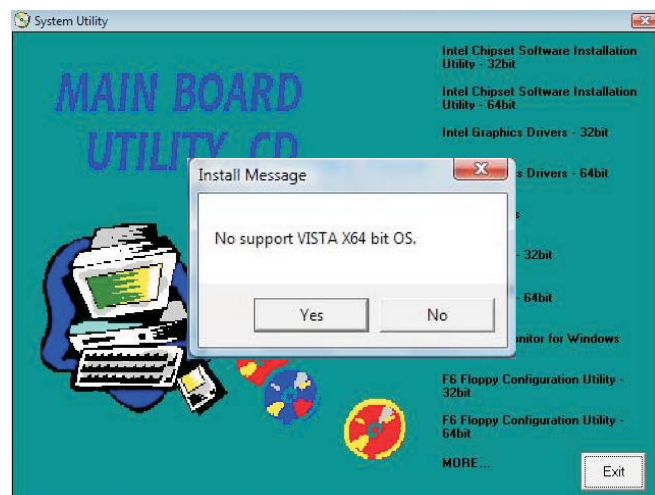 System Utility
MAIN BOARD
UTILITY CD
Intel Chipset Software Installation
Utility - 32bit
Intel Chipset Software Installation
Utility - 64bit
Intel Graphics Drivers - 32bit
s Drivers - 64bit
s
- 32bit
- 64bit
nitor for Windows
F6 Floppy Configuration Utility -
32bit
F6 Floppy Configuration Utility -
64bit
MORE...
Exit
Install Message
No support VISTA X64 bit OS.
Yes
No